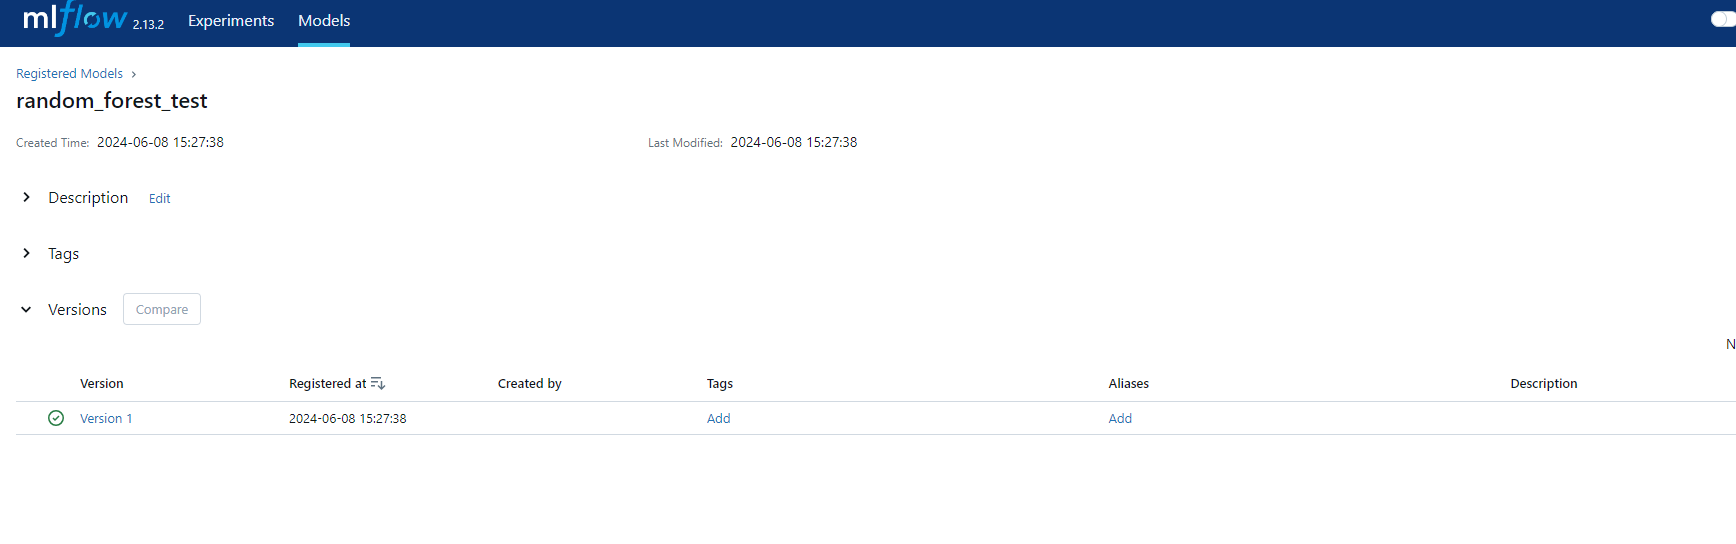 mlflow 2.13.2 Experiments Models
Registered Models ›
random_forest_test
Created Time: 2024-06-08 15:27:38 Last Modified: 2024-06-08 15:27:38
Description Edit
Tags
Versions Compare
N
Version Registered at Created by Tags Aliases Description
Version 1 2024-06-08 15:27:38 Add Add